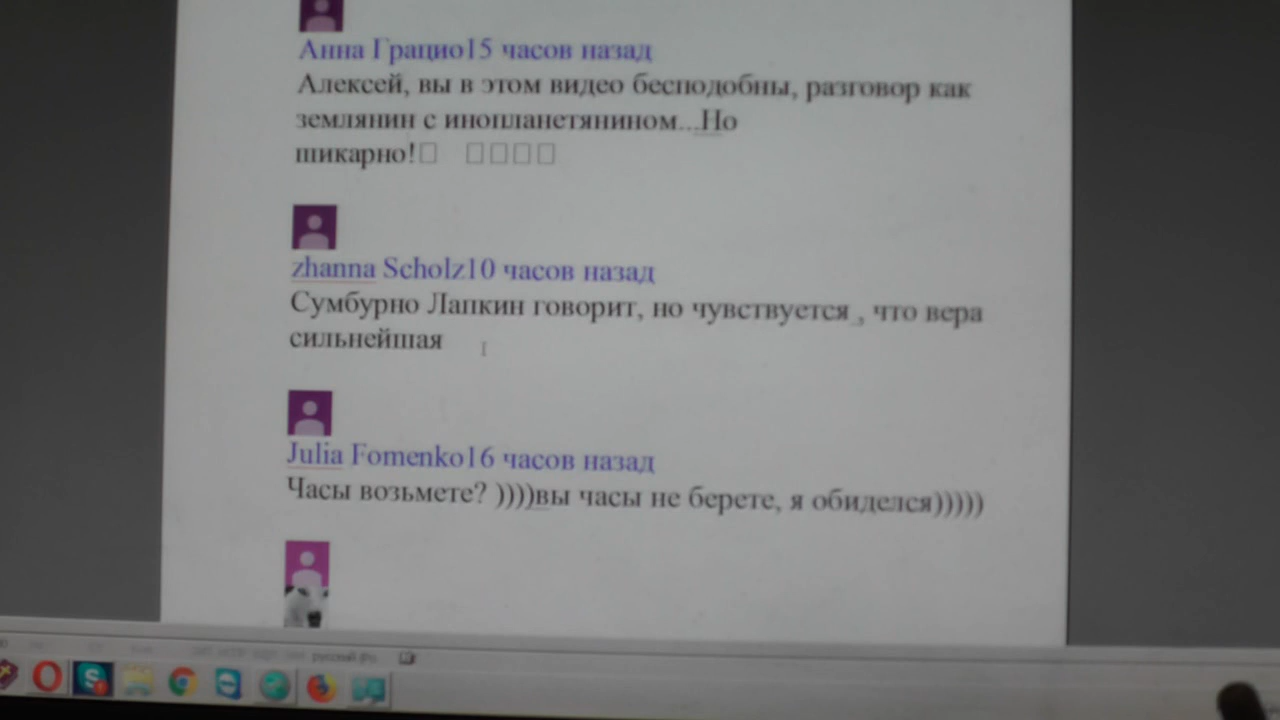 Анна Грацио15 часов назад
Алексей, вы в этом видео бесподобны, разговор как
землянин с инопланетянином...Но
шикарно!
zhanna Scholz10 часов назад
Сумбурно Лапкин говорит, но чувствуется , что вера
сильнейшая
Julia Fomenko16 часов назад
Часы возьмете? ))))вы часы не берете, я обиделся)))))